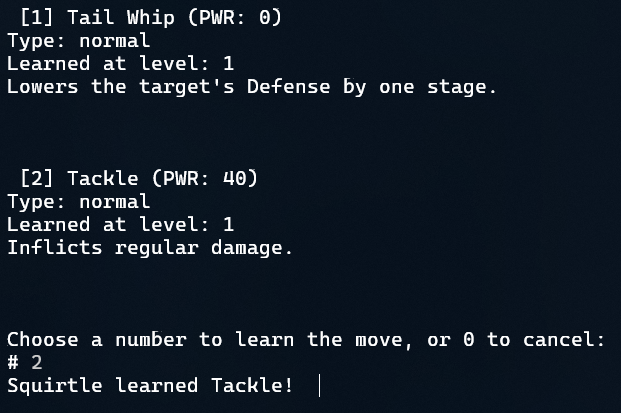 [1] Tail Whip (PWR: 0)
Type: normal
Learned at level: 1
Lowers the target's Defense by one stage.
[2] Tackle (PWR: 40)
Type: normal
Learned at level: 1
Inflicts regular damage.
Choose a number to learn the move, or 0 to cancel:
# 2
Squirtle learned Tackle!